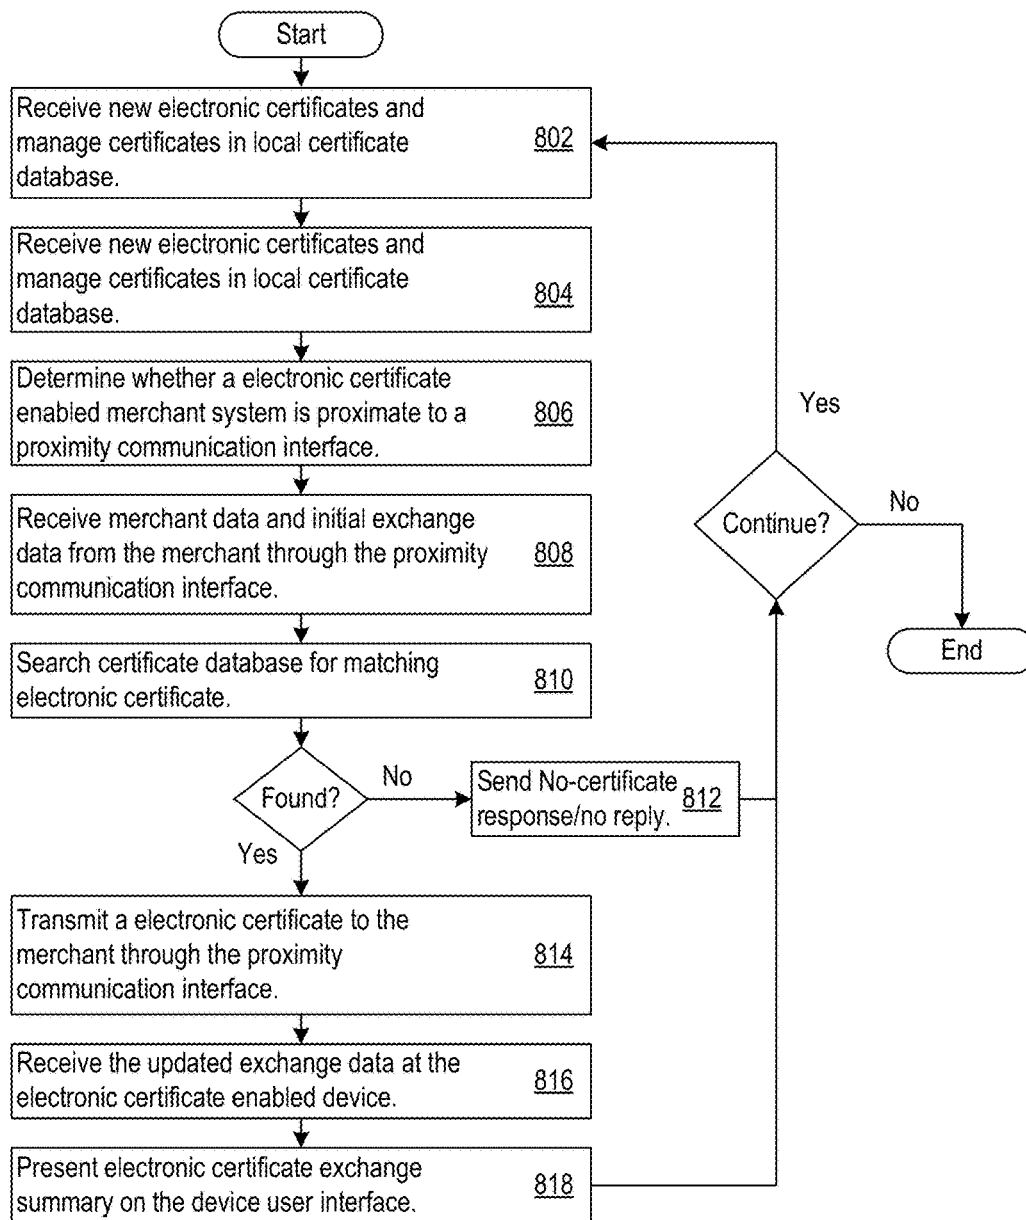 Start
Receive new electronic certificates and
manage certificates in local certificate
database.
802
Receive new electronic certificates and
manage certificates in local certificate
database.
804
Determine whether a electronic certificate
enabled merchant system is proximate to a
proximity communication interface.
806
Receive merchant data and initial exchange
data from the merchant through the proximity
communication interface.
808
Search certificate database for matching
electronic certificate.
810
Found?
No
Send No-certificate
response/no reply.
812
Yes
Transmit a electronic certificate to the
merchant through the proximity
communication interface.
814
Receive the updated exchange data at the
electronic certificate enabled device.
816
Present electronic certificate exchange
summary on the device user interface.
818
Continue?
Yes
No
End